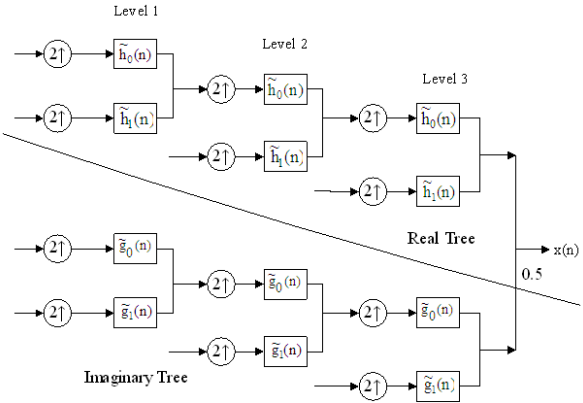 Level 1
Level 2
Level 3
2↑ h̃₀(n)
2↑ h̃₁(n)
2↑ h̃₀(n)
2↑ h̃₁(n)
2↑ h̃₀(n)
2↑ h̃₁(n)
Real Tree
x(n)
0.5
2↑ g̃₀(n)
2↑ g̃₁(n)
2↑ g̃₀(n)
2↑ g̃₁(n)
2↑ g̃₀(n)
2↑ g̃₁(n)
Imaginary Tree